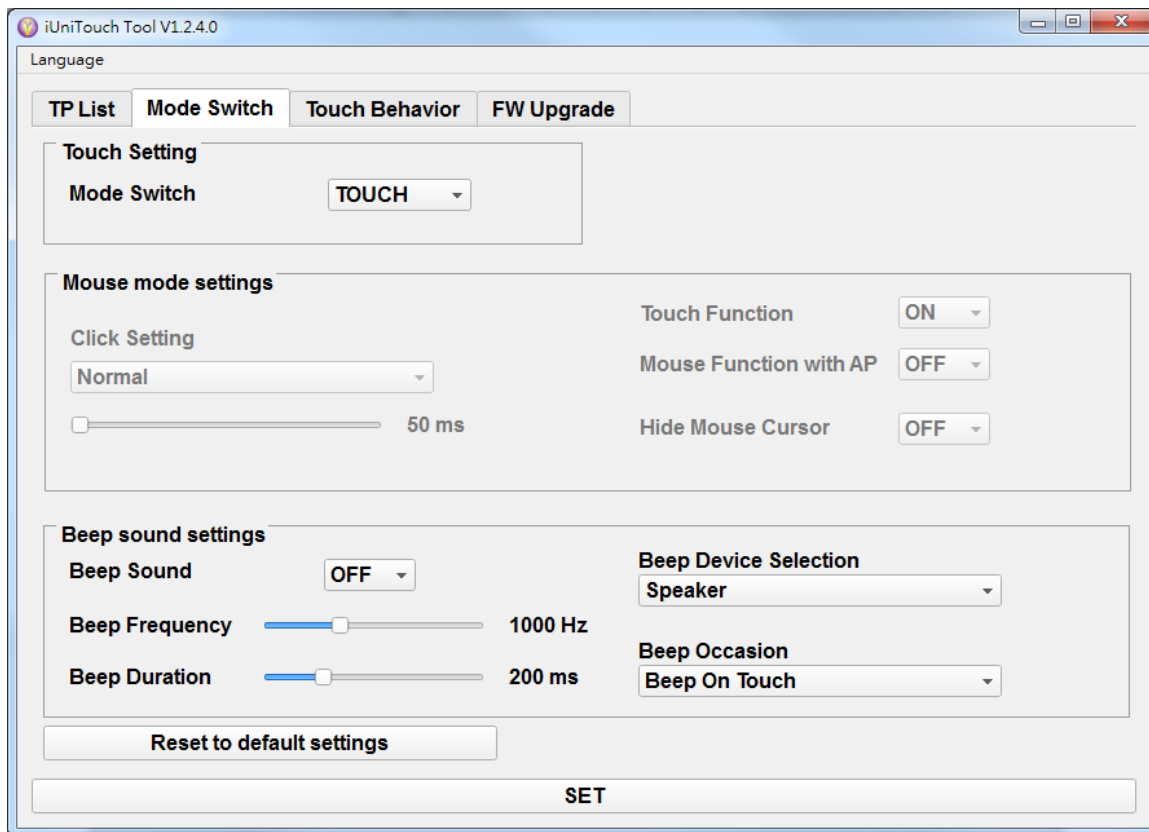 iUniTouch Tool V1.2.4.0
Language
TP List Mode Switch Touch Behavior FW Upgrade
Touch Setting
Mode Switch TOUCH
Mouse mode settings
Click Setting
Normal
50 ms
Touch Function ON
Mouse Function with AP OFF
Hide Mouse Cursor OFF
Beep sound settings
Beep Sound OFF
Beep Frequency 1000 Hz
Beep Duration 200 ms
Beep Device Selection
Speaker
Beep Occasion
Beep On Touch
Reset to default settings
SET